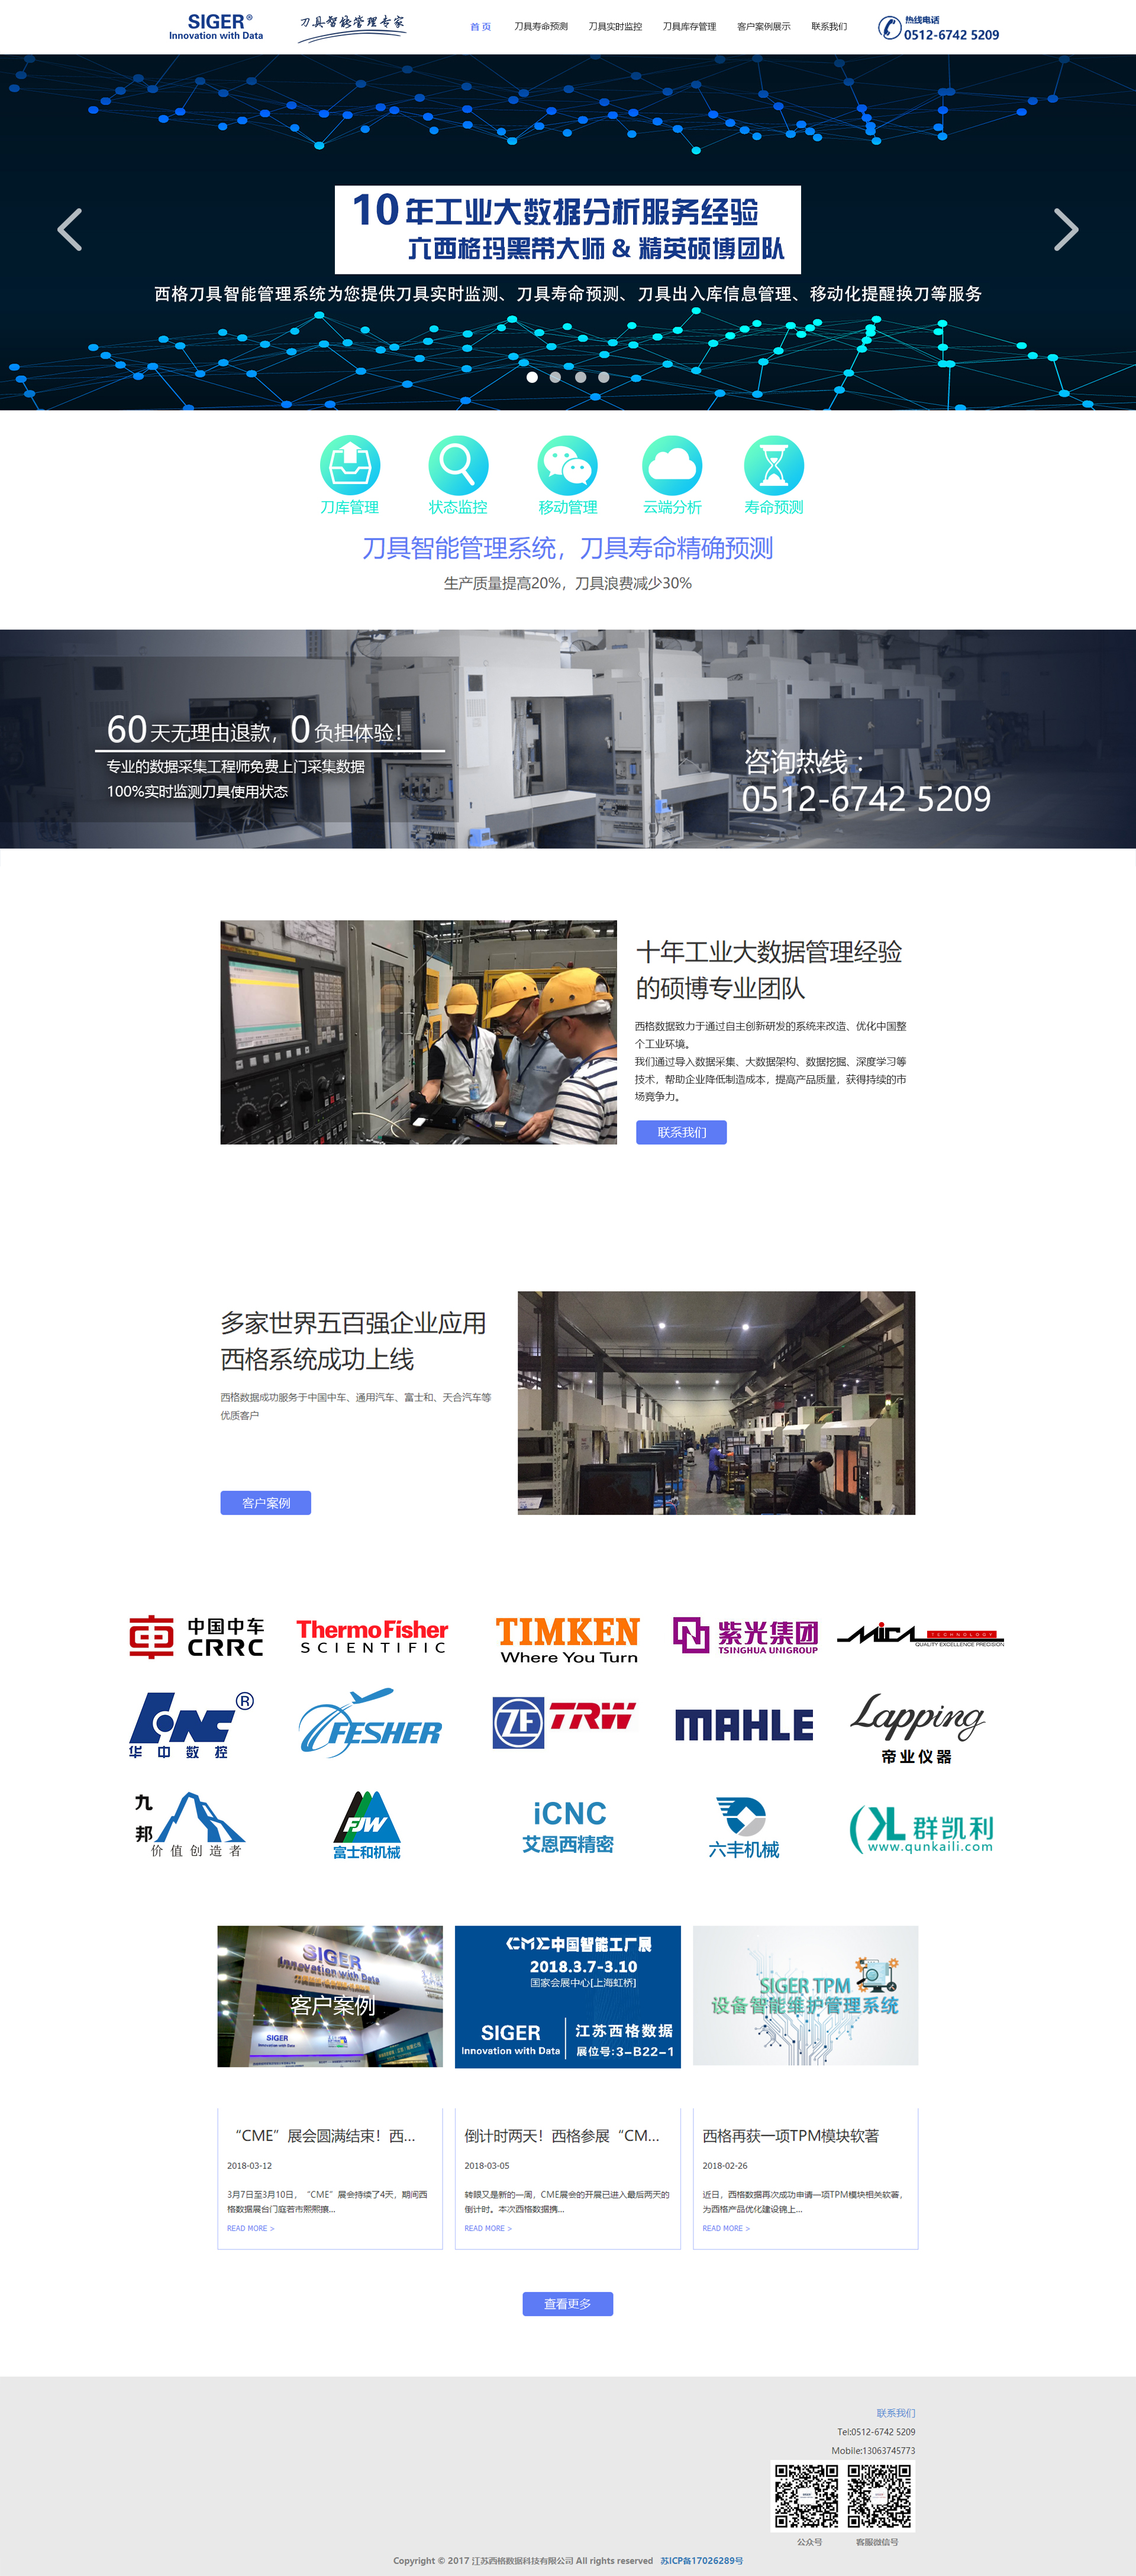 SIGER®
Innovation with Data
刀具智能管理专家
首 页 刀具寿命预测 刀具实时监控 刀具库存管理 客户案例展示 联系我们
热线电话
0512-6742 5209
10年工业大数据分析服务经验
六西格玛黑带大师 & 精英硕博团队
西格刀具智能管理系统为您提供刀具实时监测、刀具寿命预测、刀具出入库信息管理、移动化提醒换刀等服务
刀库管理 状态监控 移动管理 云端分析 寿命预测
刀具智能管理系统，刀具寿命精确预测
生产质量提高20%，刀具浪费减少30%
60天无理由退款，0负担体验！
专业的数据采集工程师免费上门采集数据
100%实时监测刀具使用状态
咨询热线：
0512-6742 5209
十年工业大数据管理经验
的硕博专业团队
西格数据致力于通过自主创新研发的系统来改造、优化中国整
个工业环境。
我们通过导入数据采集、大数据架构、数据挖掘、深度学习等
技术，帮助企业降低制造成本，提高产品质量，获得持续的市
场竞争力。
联系我们
多家世界五百强企业应用
西格系统成功上线
西格数据成功服务于中国中车、通用汽车、富士和、天合汽车等
优质客户
客户案例
中国中车
CRRC
ThermoFisher
SCIENTIFIC
TIMKEN
Where You Turn
紫光集团
TSINGHUA UNIGROUP
MICA
TECHNOLOGY
QUALITY EXCELLENCE PRECISION
HNC®
华中数控
FESHER
ZF TRW
MAHLE
Lapping
帝业仪器
九邦
价值创造者
FJW
富士和机械
iCNC
艾恩西精密
六丰机械
KL 群凯利
www.qunkaili.com
SIGER
Innovation with Data
客户案例
SIGER
Innovation with Data
CME中国智能工厂展
2018.3.7-3.10
国家会展中心[上海虹桥]
SIGER
Innovation with Data
江苏西格数据
展位号:3-B22-1
SIGER TPM
设备智能维护管理系统
“CME”展会圆满结束！西...
2018-03-12
3月7日至3月10日，“CME”展会持续了4天，期间西
格数据展台门庭若市熙熙攘...
READ MORE >
倒计时两天！西格参展“CM...
2018-03-05
转眼又是新的一周，CME展会的开展已进入最后两天的
倒计时。本次西格数据携...
READ MORE >
西格再获一项TPM模块软著
2018-02-26
近日，西格数据再次成功申请一项TPM模块相关软著，
为西格产品优化建设锦上...
READ MORE >
查看更多
联系我们
Tel:0512-6742 5209
Mobile:13063745773
公众号 客服微信号
Copyright © 2017 江苏西格数据科技有限公司 All rights reserved 苏ICP备17026289号